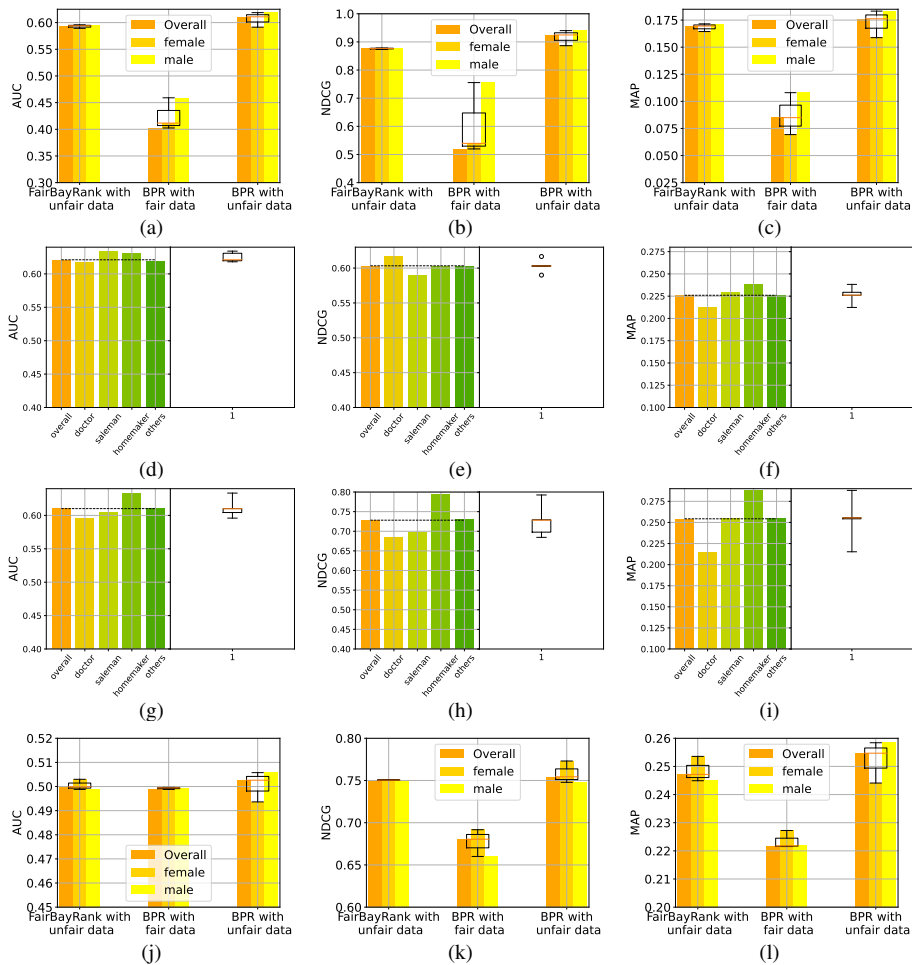 0.60
0.55
0.50
0.45
0.40
0.35
0.30
AUC
Overall
female
male
FairBayRank with
unfair data
BPR with
fair data
BPR with
unfair data
(a)
1.0
0.9
0.8
0.7
0.6
0.5
0.4
NDCG
Overall
female
male
FairBayRank with
unfair data
BPR with
fair data
BPR with
unfair data
(b)
0.175
0.150
0.125
0.100
0.075
0.050
0.025
MAP
Overall
female
male
FairBayRank with
unfair data
BPR with
fair data
BPR with
unfair data
(c)
0.60
0.55
0.50
0.45
0.40
AUC
overall
doctor
saleman
homemaker
others
1
(d)
0.60
0.55
0.50
0.45
0.40
NDCG
overall
doctor
saleman
homemaker
others
1
(e)
0.275
0.250
0.225
0.200
0.175
0.150
0.125
0.100
MAP
overall
doctor
saleman
homemaker
others
1
(f)
0.60
0.55
0.50
0.45
0.40
AUC
overall
doctor
saleman
homemaker
others
1
(g)
0.80
0.75
0.70
0.65
0.60
0.55
0.50
0.45
0.40
NDCG
overall
doctor
saleman
homemaker
others
1
(h)
0.275
0.250
0.225
0.200
0.175
0.150
0.125
0.100
MAP
overall
doctor
saleman
homemaker
others
1
(i)
0.52
0.51
0.50
0.49
0.48
0.47
0.46
0.45
AUC
Overall
female
male
FairBayRank with
unfair data
BPR with
fair data
BPR with
unfair data
(j)
0.80
0.75
0.70
0.65
0.60
NDCG
Overall
female
male
FairBayRank with
unfair data
BPR with
fair data
BPR with
unfair data
(k)
0.26
0.25
0.24
0.23
0.22
0.21
0.20
MAP
Overall
female
male
FairBayRank with
unfair data
BPR with
fair data
BPR with
unfair data
(l)